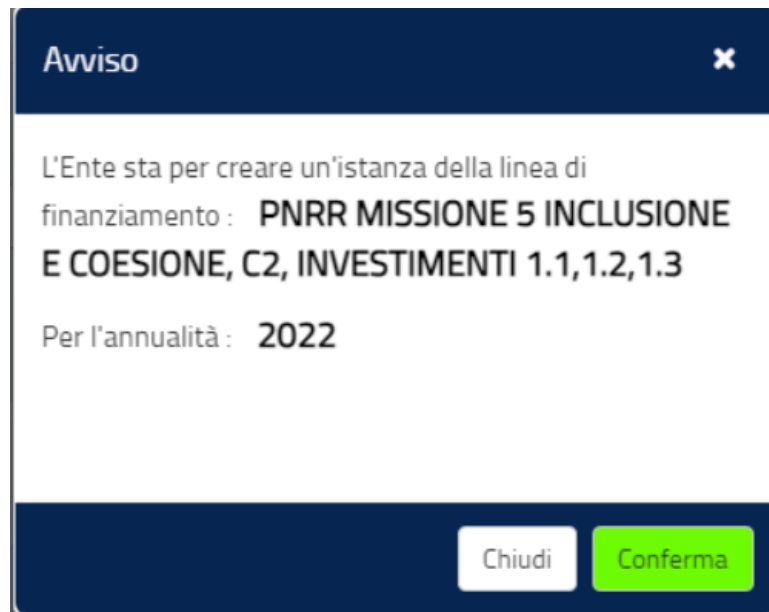 Avviso
L'Ente sta per creare un'istanza della linea di
finanziamento : PNRR MISSIONE 5 INCLUSIONE
E COESIONE, C2, INVESTIMENTI 1.1,1.2,1.3
Per l'annualità : 2022
Chiudi Conferma